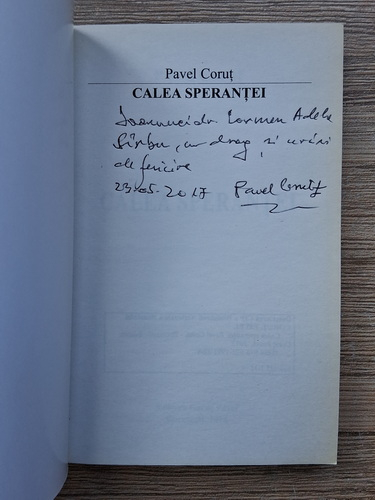 Pavel Coruț
CALEA SPERANȚEI
Doamnei dr. Carmen Adela
Sîrbu, cu drag și urări
de fericire
23.05.2017 Pavel Coruț